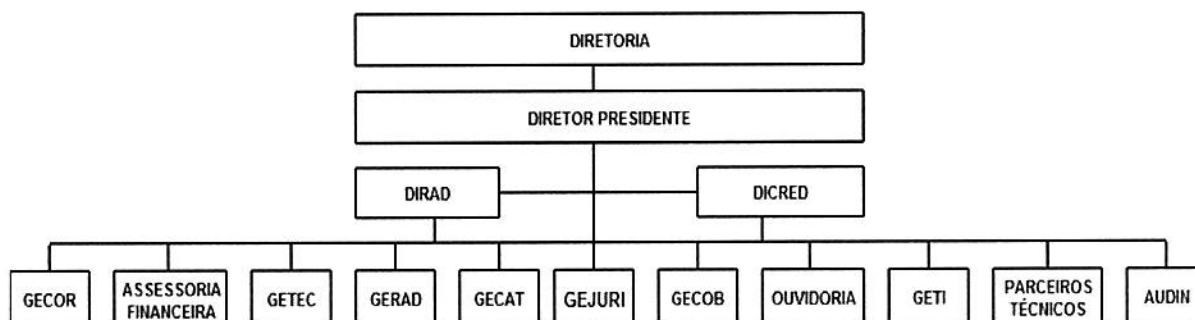 DIRETORIA
DIRETOR PRESIDENTE
DIRAD
DICRED
GECOR
ASSESSORIA
FINANCEIRA
GETEC
GERAD
GECAT
GEJURI
GECOB
OUVIDORIA
GETI
PARCEIROS
TÉCNICOS
AUDIN